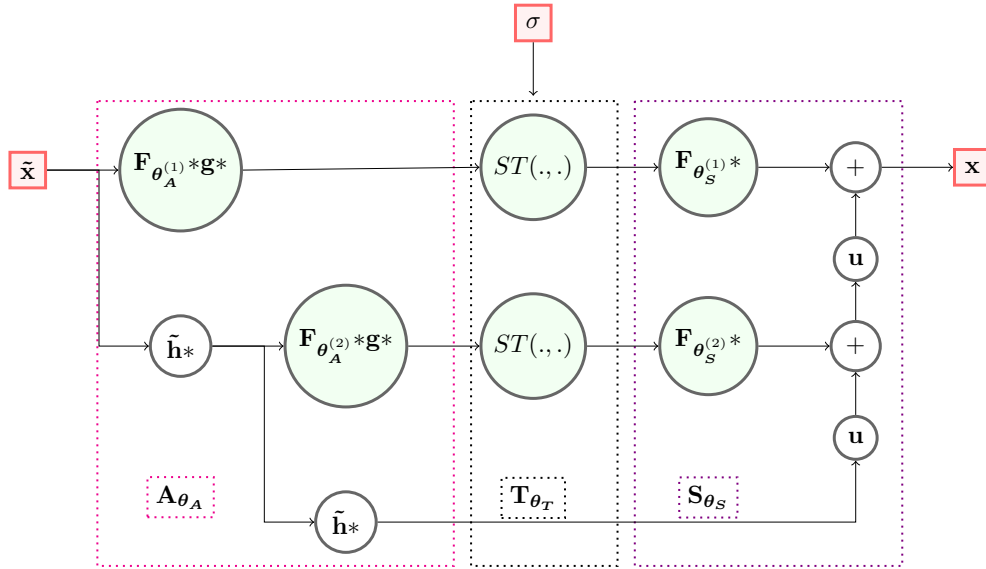 σ
x̃
F_{θ_A^{(1)}}*g*
ST(.,.)
F_{θ_S^{(1)}}*
+
x
u
h̃*
F_{θ_A^{(2)}}*g*
ST(.,.)
F_{θ_S^{(2)}}*
+
u
A_{θ_A}
T_{θ_T}
S_{θ_S}
h̃*